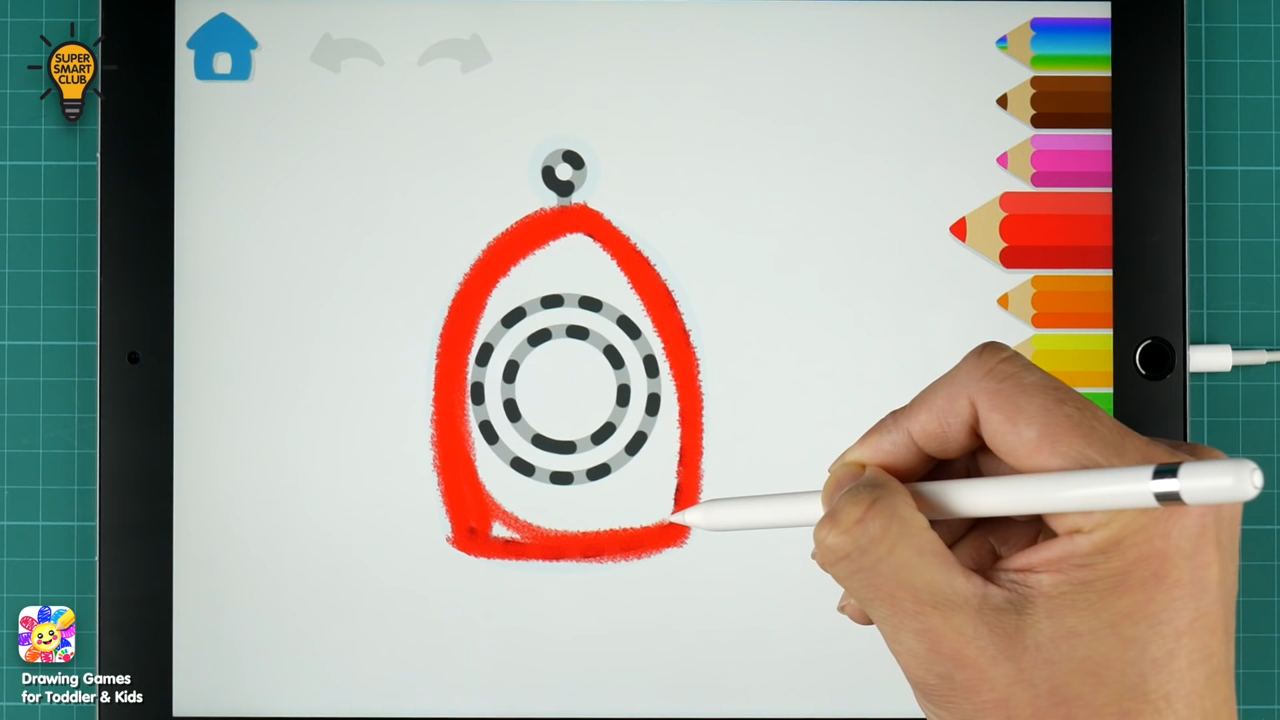 SUPER
SMART
CLUB
Drawing Games
for Toddler & Kids